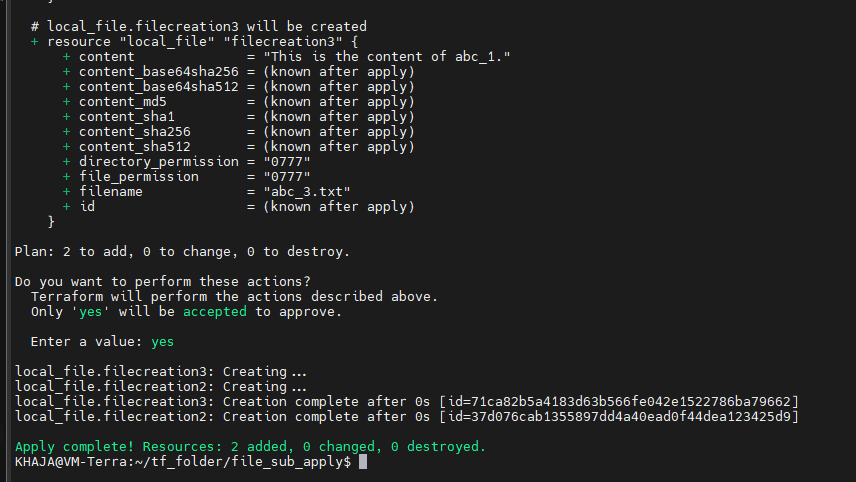 }
# local_file.filecreation3 will be created
+ resource "local_file" "filecreation3" {
+ content = "This is the content of abc_1."
+ content_base64sha256 = (known after apply)
+ content_base64sha512 = (known after apply)
+ content_md5 = (known after apply)
+ content_sha1 = (known after apply)
+ content_sha256 = (known after apply)
+ content_sha512 = (known after apply)
+ directory_permission = "0777"
+ file_permission = "0777"
+ filename = "abc_3.txt"
+ id = (known after apply)
}
Plan: 2 to add, 0 to change, 0 to destroy.
Do you want to perform these actions?
Terraform will perform the actions described above.
Only 'yes' will be accepted to approve.
Enter a value: yes
local_file.filecreation3: Creating...
local_file.filecreation2: Creating...
local_file.filecreation3: Creation complete after 0s [id=71ca82b5a4183d63b566fe042e1522786ba79662]
local_file.filecreation2: Creation complete after 0s [id=37d076cab1355897dd4a40ead0f44dea123425d9]
Apply complete! Resources: 2 added, 0 changed, 0 destroyed.
KHAJA@VM-Terra:~/tf_folder/file_sub_apply$